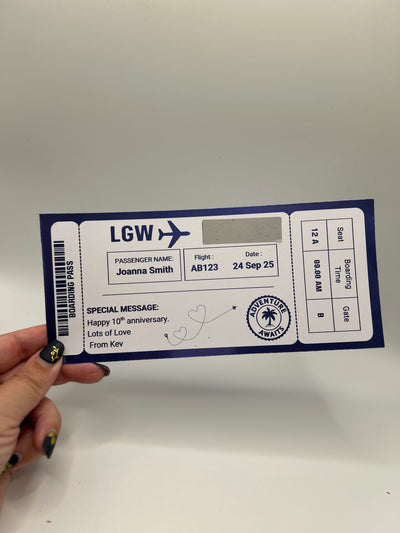 BOARDING PASS
LGW
PASSENGER NAME:
Joanna Smith
Flight :
AB123
Date :
24 Sep 25
SPECIAL MESSAGE:
Happy 10th anniversary.
Lots of Love
From Kev
ADVENTURE
AWAITS
Seat
Boarding
Time
Gate
12 A
09.00 AM
B